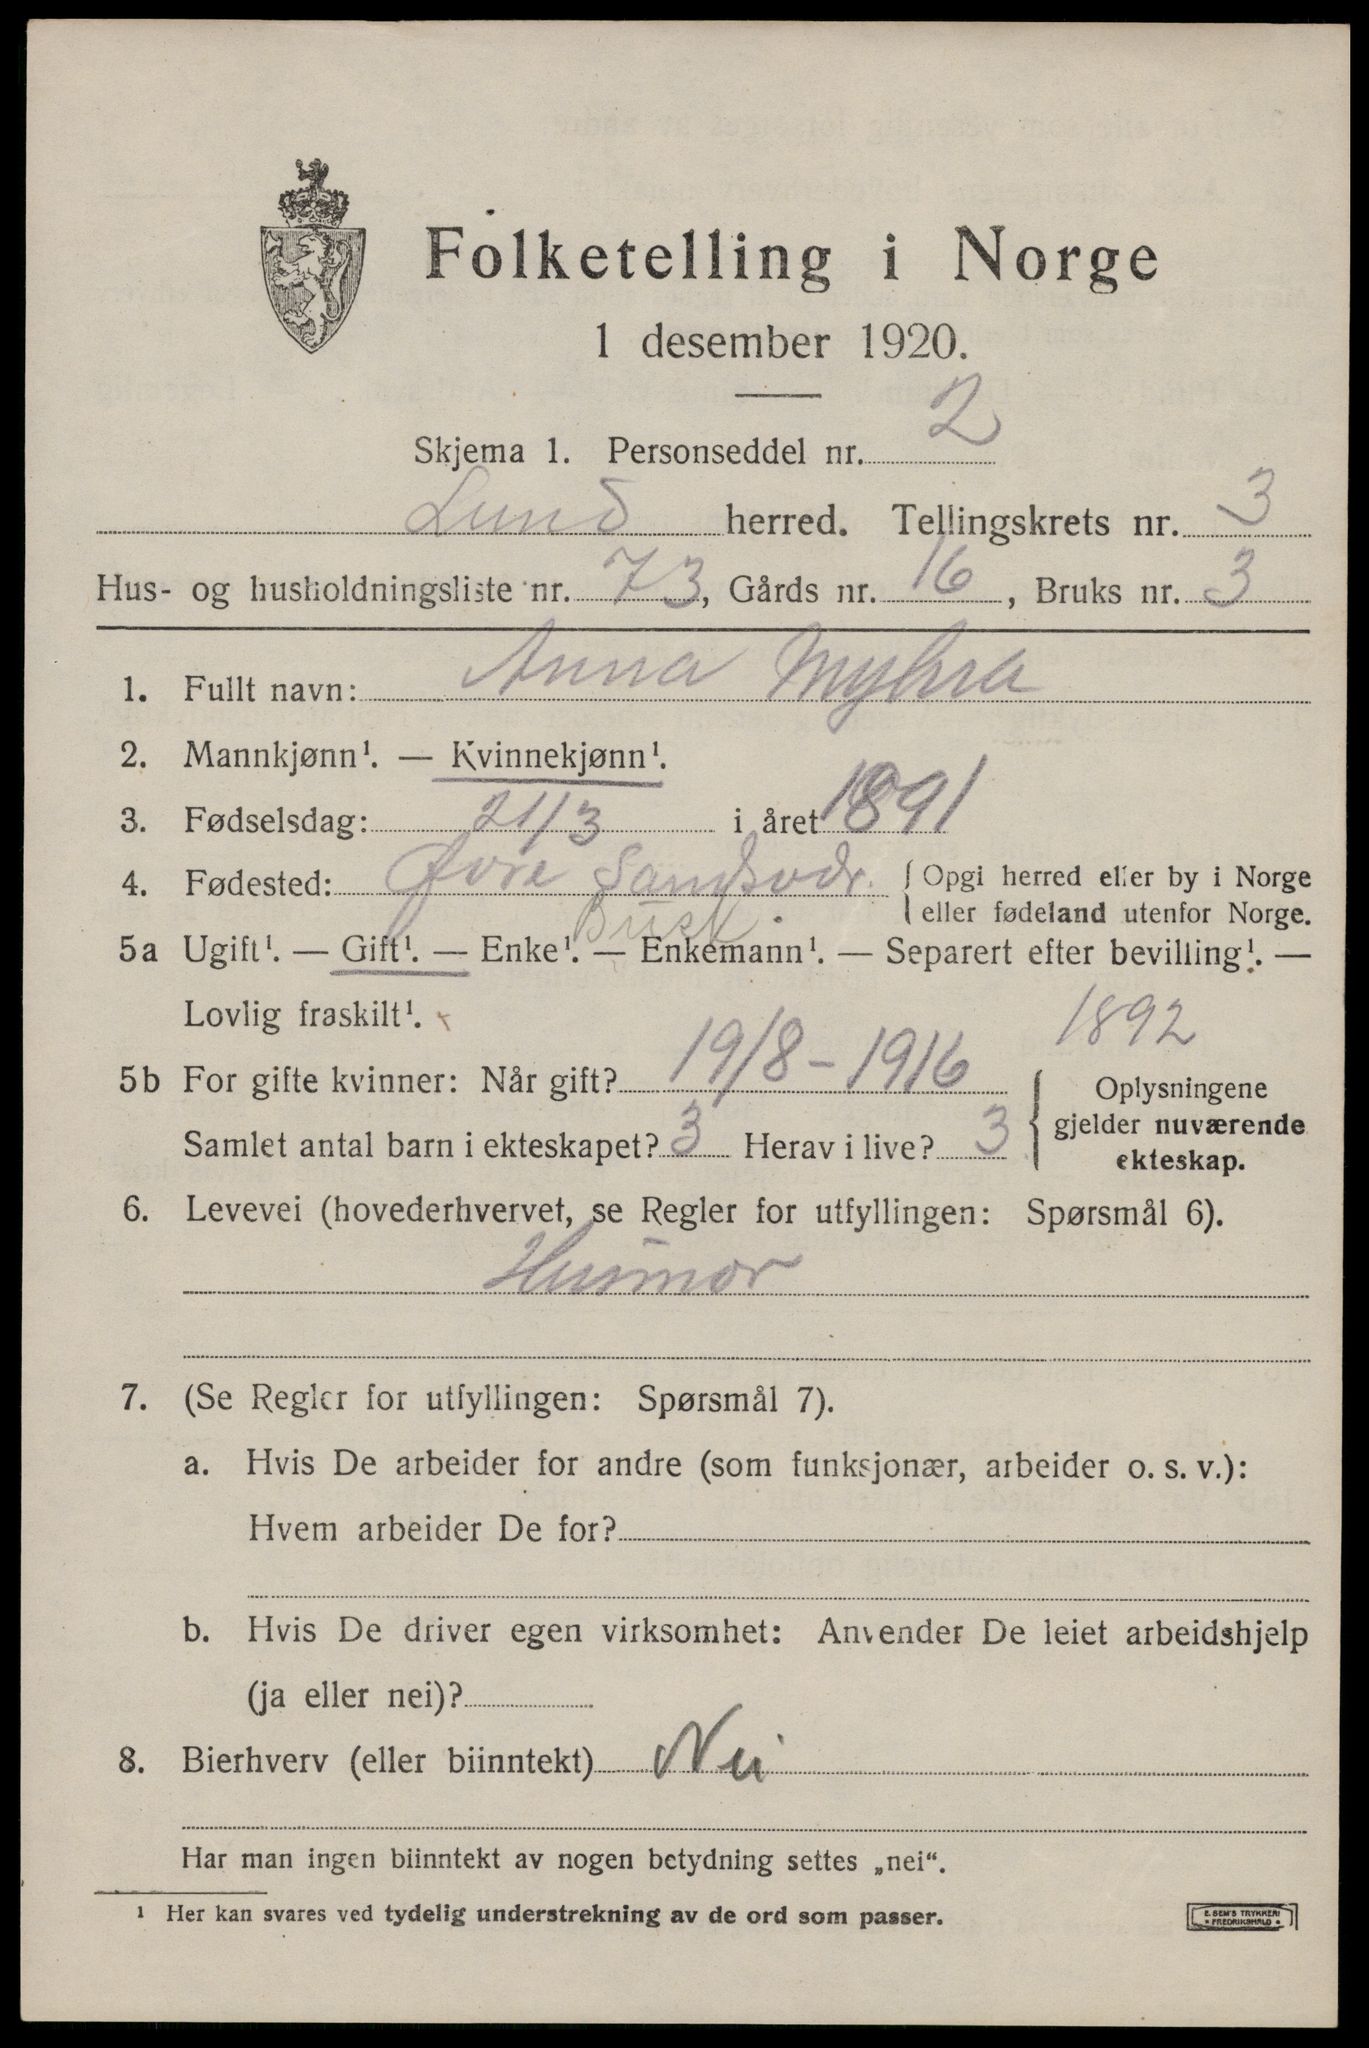 Folketelling i Norge
1 desember 1920.
Skjema 1. Personseddel nr. 2
Lund herred. Tellingskrets nr. 3
Hus- og husholdningsliste nr. 73, Gårds nr. 16, Bruks nr. 3
1. Fullt navn: Anna Myhra
2. Mannkjønn¹. — Kvinnekjønn¹.
3. Fødselsdag: 21/3 i året 1891
4. Fødested: Øvre Sandsvær. Opgi herred eller by i Norge
eller fødeland utenfor Norge.
Busk.
5a Ugift¹. — Gift¹. — Enke¹. — Enkemann¹. — Separert efter bevilling¹. —
Lovlig fraskilt¹.
1892
5b For gifte kvinner: Når gift? 19/8 - 1916
Samlet antal barn i ekteskapet? 3 Herav i live? 3
Oplysningene
gjelder nuværende
ekteskap.
6. Levevei (hovederhvervet, se Regler for utfyllingen: Spørsmål 6).
Husmor
7. (Se Regler for utfyllingen: Spørsmål 7).
a. Hvis De arbeider for andre (som funksjonær, arbeider o. s. v.):
Hvem arbeider De for?
b. Hvis De driver egen virksomhet: Anvender De leiet arbeidshjelp
(ja eller nei)?
8. Bierhverv (eller biinntekt) Nei
Har man ingen biinntekt av nogen betydning settes „nei“.
¹ Her kan svares ved tydelig understrekning av de ord som passer.
E. SEM'S TRYKKERI
• FREDRIKSHALD •